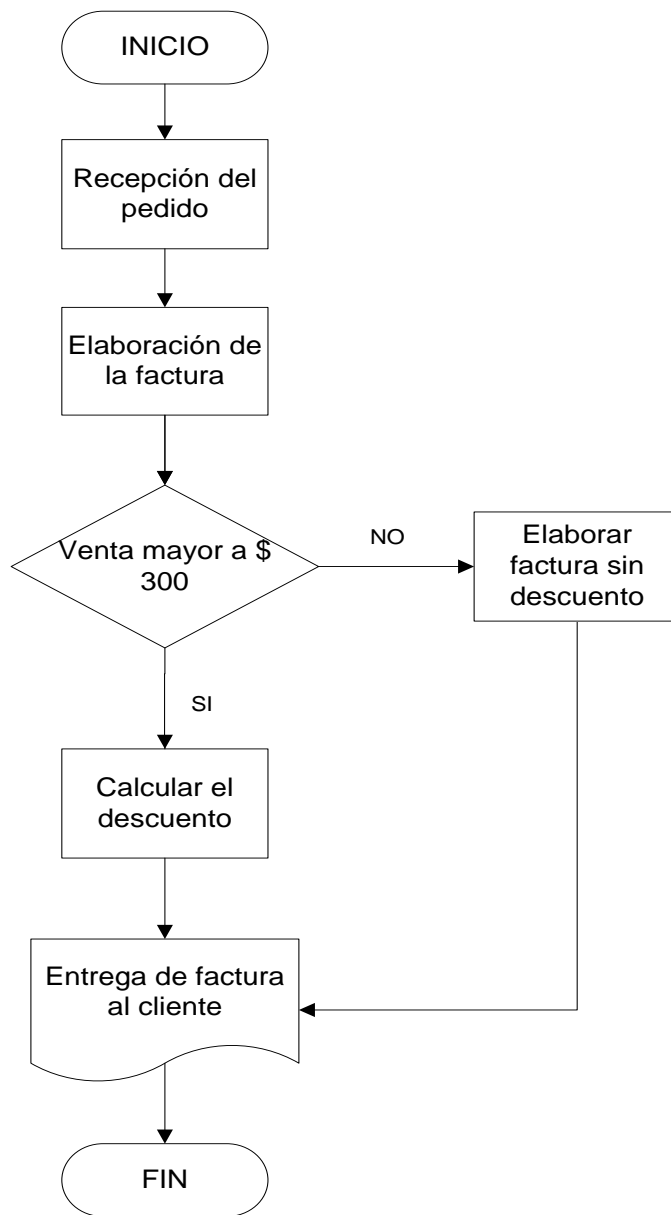 INICIO
Recepción del
pedido
Elaboración de
la factura
Venta mayor a $
300
NO
Elaborar
factura sin
descuento
SI
Calcular el
descuento
Entrega de factura
al cliente
FIN